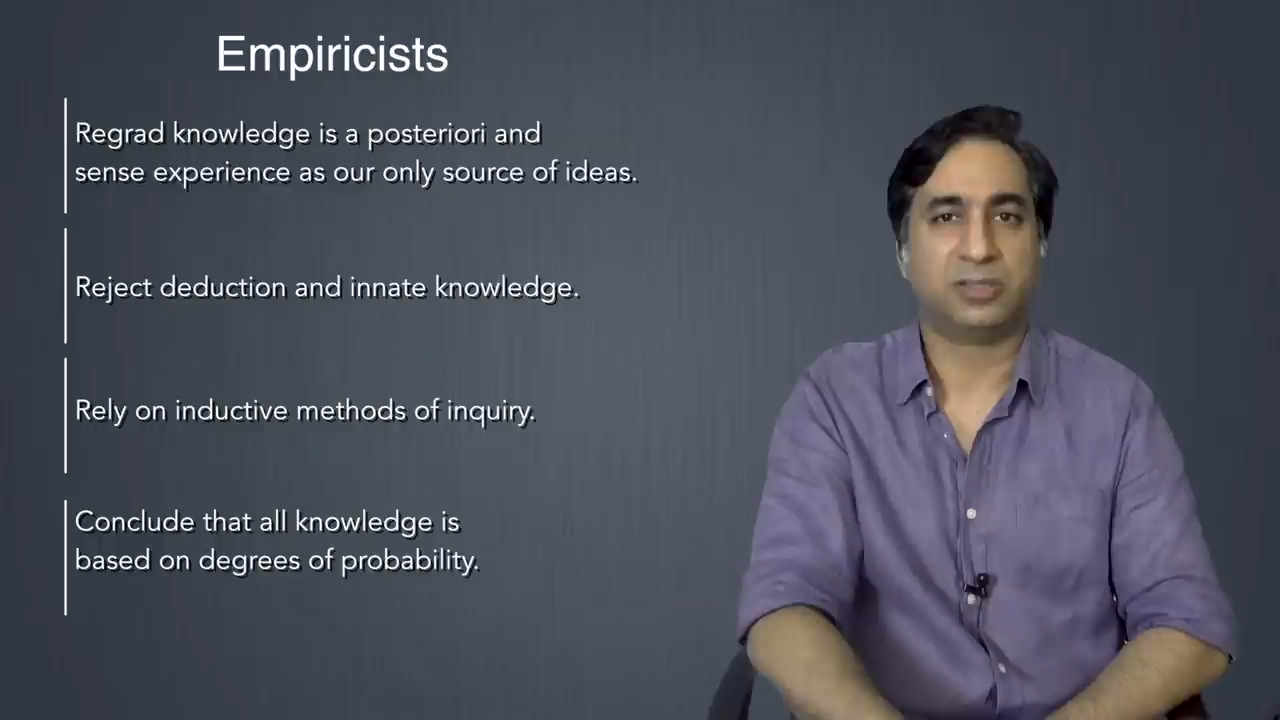 Empiricists
Regrad knowledge is a posteriori and
sense experience as our only source of ideas.
Reject deduction and innate knowledge.
Rely on inductive methods of inquiry.
Conclude that all knowledge is
based on degrees of probability.